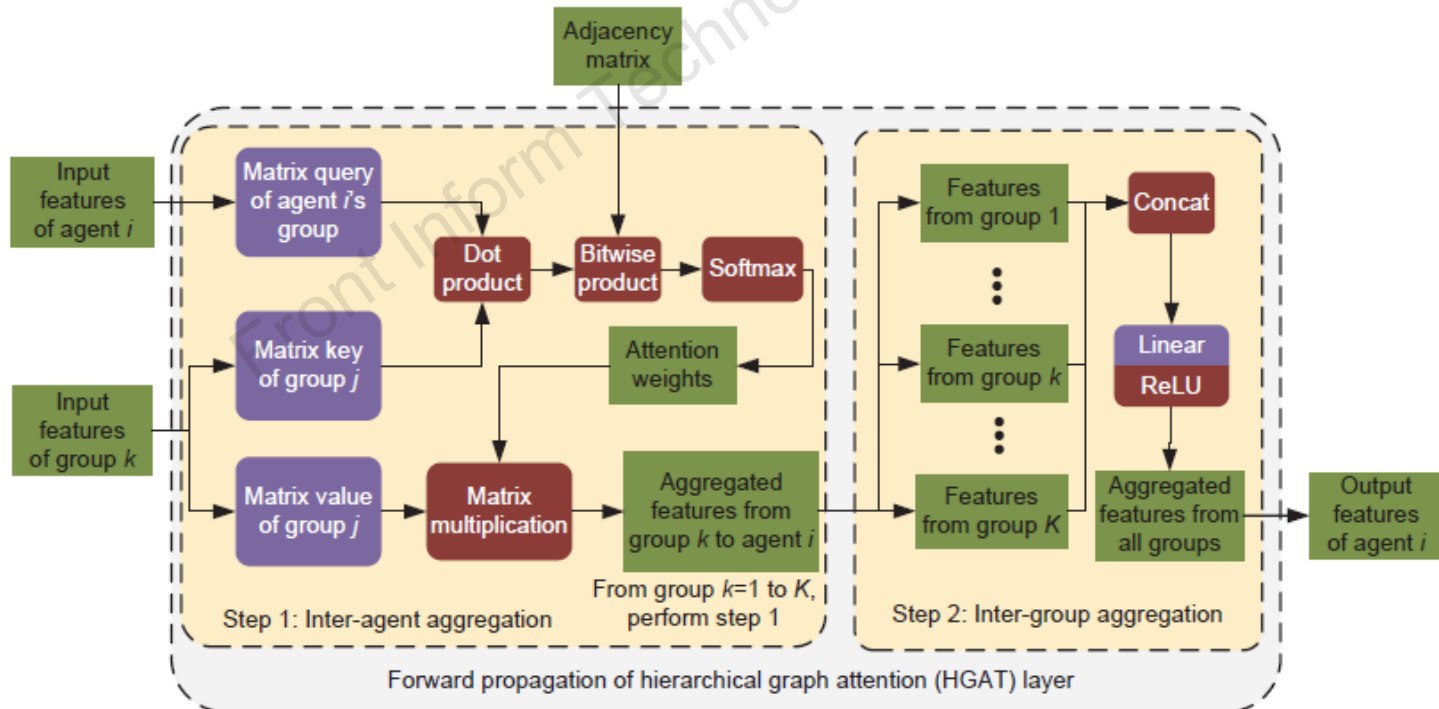 Adjacency
matrix
Input
features
of agent i
Matrix query
of agent i's
group
Dot
product
Bitwise
product
Softmax
Matrix key
of group j
Attention
weights
Input
features
of group k
Matrix value
of group j
Matrix
multiplication
Aggregated
features from
group k to agent i
From group k=1 to K,
perform step 1
Step 1: Inter-agent aggregation
Features
from group 1
Concat
Features
from group k
Linear
ReLU
Features
from group K
Aggregated
features from
all groups
Output
features
of agent i
Step 2: Inter-group aggregation
Forward propagation of hierarchical graph attention (HGAT) layer
Front Inform Techno